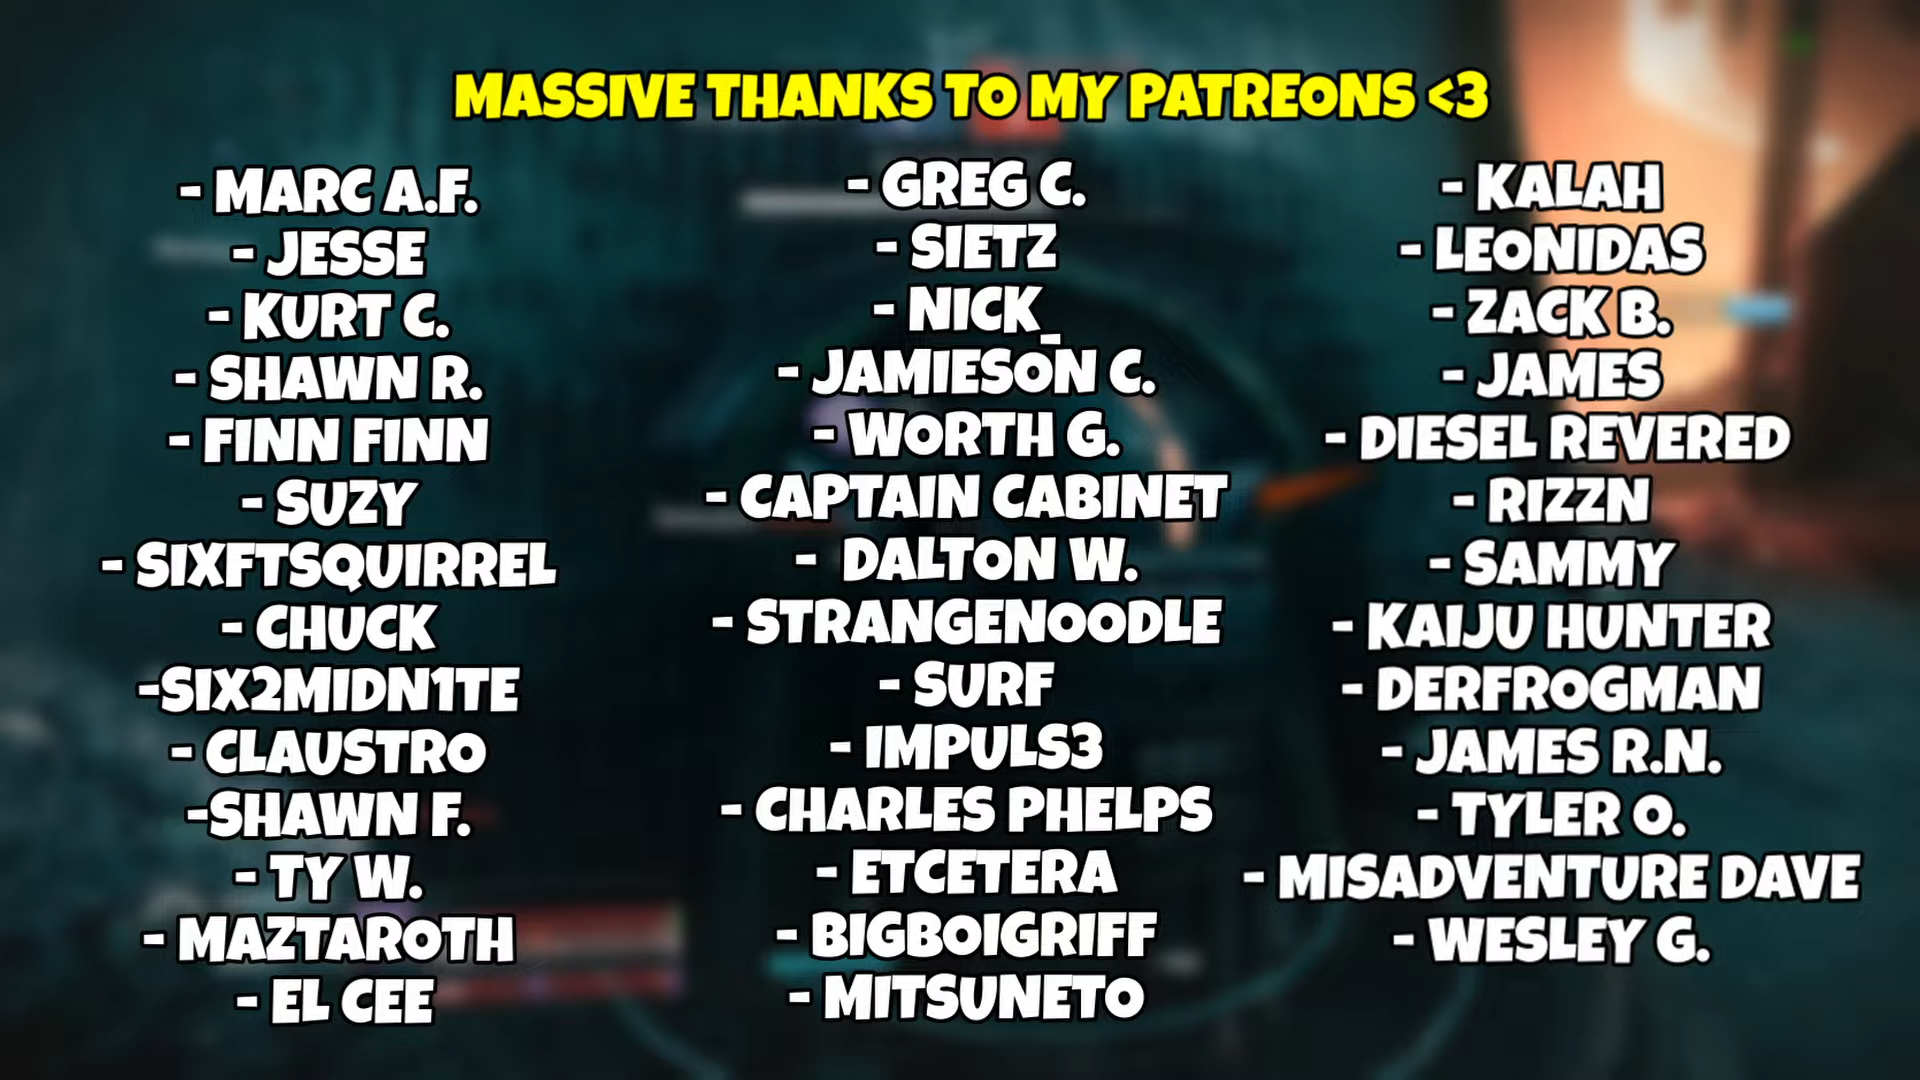 MASSIVE THANKS TO MY PATREONS <3
- MARC A.F.
- JESSE
- KURT C.
- SHAWN R.
- FINN FINN
- SUZY
- SIXFTSQUIRREL
- CHUCK
-SIX2MIDN1TE
- CLAUSTRO
-SHAWN F.
- TY W.
- MAZTAROTH
- EL CEE
- GREG C.
- SIETZ
- NICK_
- JAMIESON C.
- WORTH G.
- CAPTAIN CABINET
- DALTON W.
- STRANGENOODLE
- SURF
- IMPULS3
- CHARLES PHELPS
- ETCETERA
- BIGBOIGRIFF
- MITSUNETO
- KALAH
- LEONIDAS
- ZACK B.
- JAMES
- DIESEL REVERED
- RIZZN
- SAMMY
- KAIJU HUNTER
- DERFROGMAN
- JAMES R.N.
- TYLER O.
- MISADVENTURE DAVE
- WESLEY G.